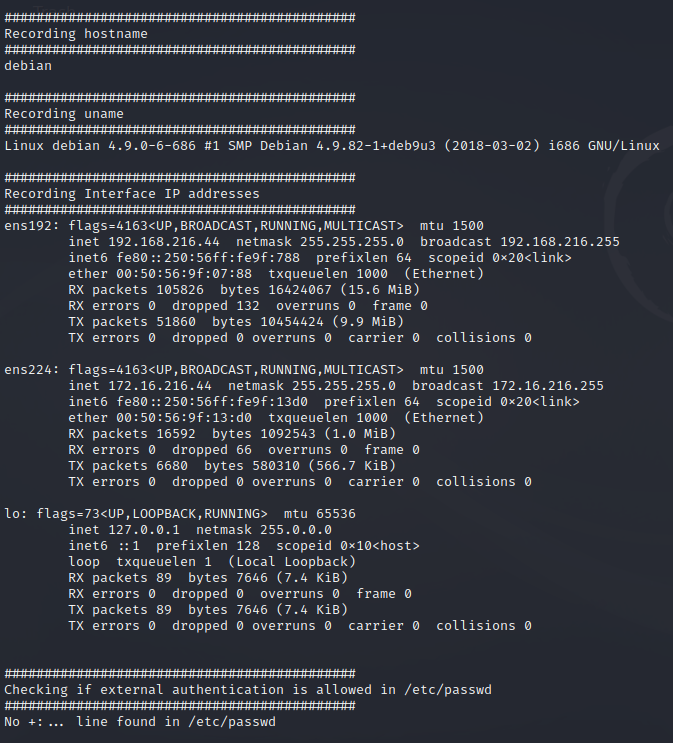 ############################################
Recording hostname
############################################
debian
############################################
Recording uname
############################################
Linux debian 4.9.0-6-686 #1 SMP Debian 4.9.82-1+deb9u3 (2018-03-02) i686 GNU/Linux
############################################
Recording Interface IP addresses
############################################
ens192: flags=4163<UP,BROADCAST,RUNNING,MULTICAST>  mtu 1500
        inet 192.168.216.44  netmask 255.255.255.0  broadcast 192.168.216.255
        inet6 fe80::250:56ff:fe9f:788  prefixlen 64  scopeid 0×20<link>
        ether 00:50:56:9f:07:88  txqueuelen 1000  (Ethernet)
        RX packets 105826  bytes 16424067 (15.6 MiB)
        RX errors 0  dropped 132  overruns 0  frame 0
        TX packets 51860  bytes 10454424 (9.9 MiB)
        TX errors 0  dropped 0 overruns 0  carrier 0  collisions 0
ens224: flags=4163<UP,BROADCAST,RUNNING,MULTICAST>  mtu 1500
        inet 172.16.216.44  netmask 255.255.255.0  broadcast 172.16.216.255
        inet6 fe80::250:56ff:fe9f:13d0  prefixlen 64  scopeid 0×20<link>
        ether 00:50:56:9f:13:d0  txqueuelen 1000  (Ethernet)
        RX packets 16592  bytes 1092543 (1.0 MiB)
        RX errors 0  dropped 66  overruns 0  frame 0
        TX packets 6680  bytes 580310 (566.7 KiB)
        TX errors 0  dropped 0 overruns 0  carrier 0  collisions 0
lo: flags=73<UP,LOOPBACK,RUNNING>  mtu 65536
        inet 127.0.0.1  netmask 255.0.0.0
        inet6 ::1  prefixlen 128  scopeid 0×10<host>
        loop  txqueuelen 1  (Local Loopback)
        RX packets 89  bytes 7646 (7.4 KiB)
        RX errors 0  dropped 0  overruns 0  frame 0
        TX packets 89  bytes 7646 (7.4 KiB)
        TX errors 0  dropped 0 overruns 0  carrier 0  collisions 0
############################################
Checking if external authentication is allowed in /etc/passwd
############################################
No +:... line found in /etc/passwd